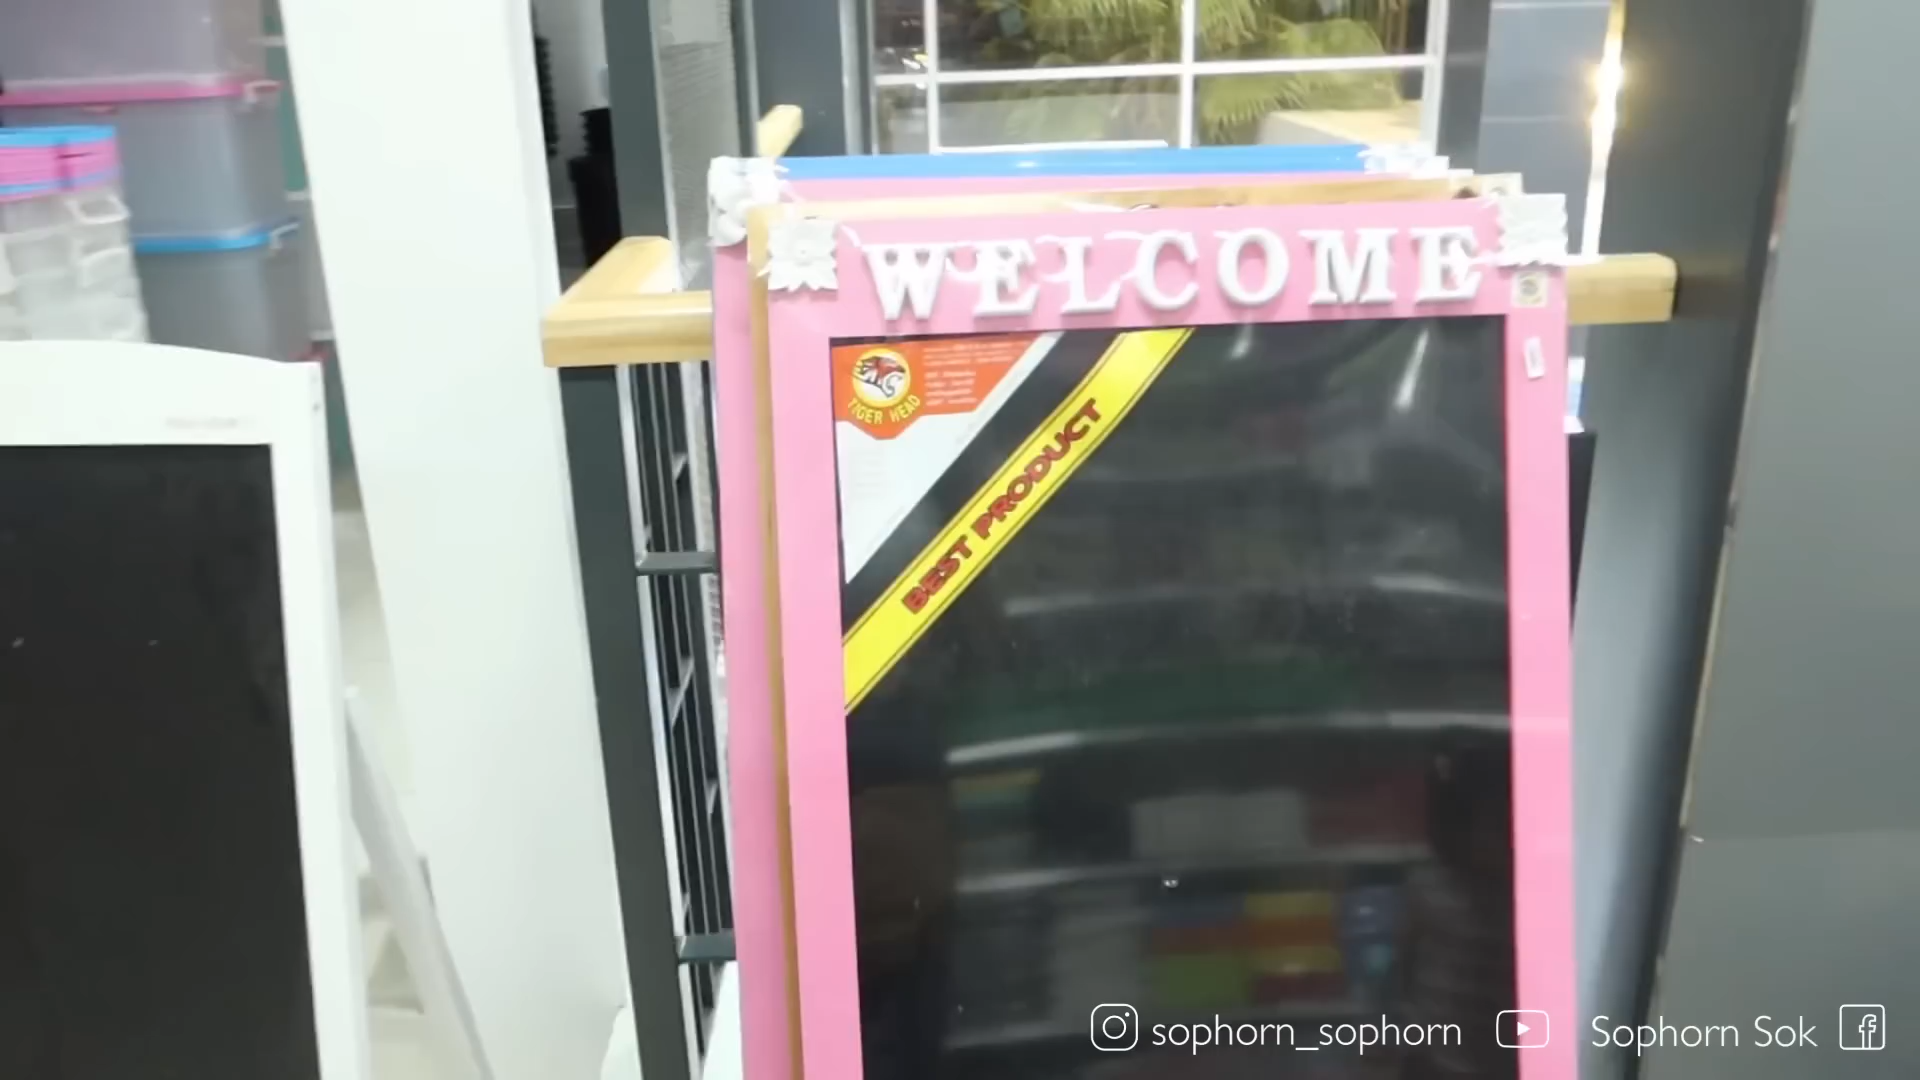 WELCOME
TIGER HEAD
BEST PRODUCT
sophorn_sophorn
Sophorn Sok